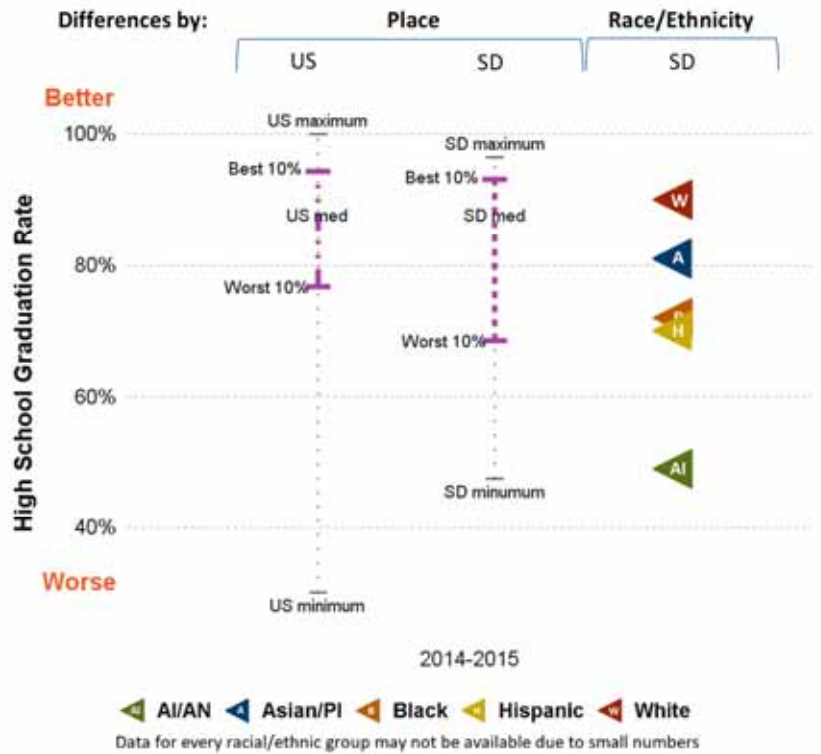 Differences by: Place Race/Ethnicity
US SD SD
Better
US maximum
100%
SD maximum
Best 10%
Best 10%
W
US med
SD med
A
80%
Worst 10%
Worst 10%
H
High School Graduation Rate
60%
AI
SD minumum
40%
Worse
US minimum
2014-2015
AI/AN A Asian/PI Black Hispanic W White
Data for every racial/ethnic group may not be available due to small numbers